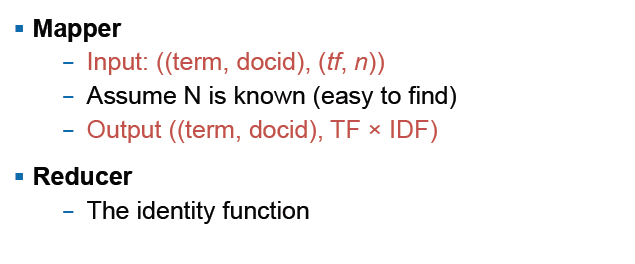 ▪ Mapper
– Input: ((term, docid), (tf, n))
– Assume N is known (easy to find)
– Output ((term, docid), TF × IDF)
▪ Reducer
– The identity function